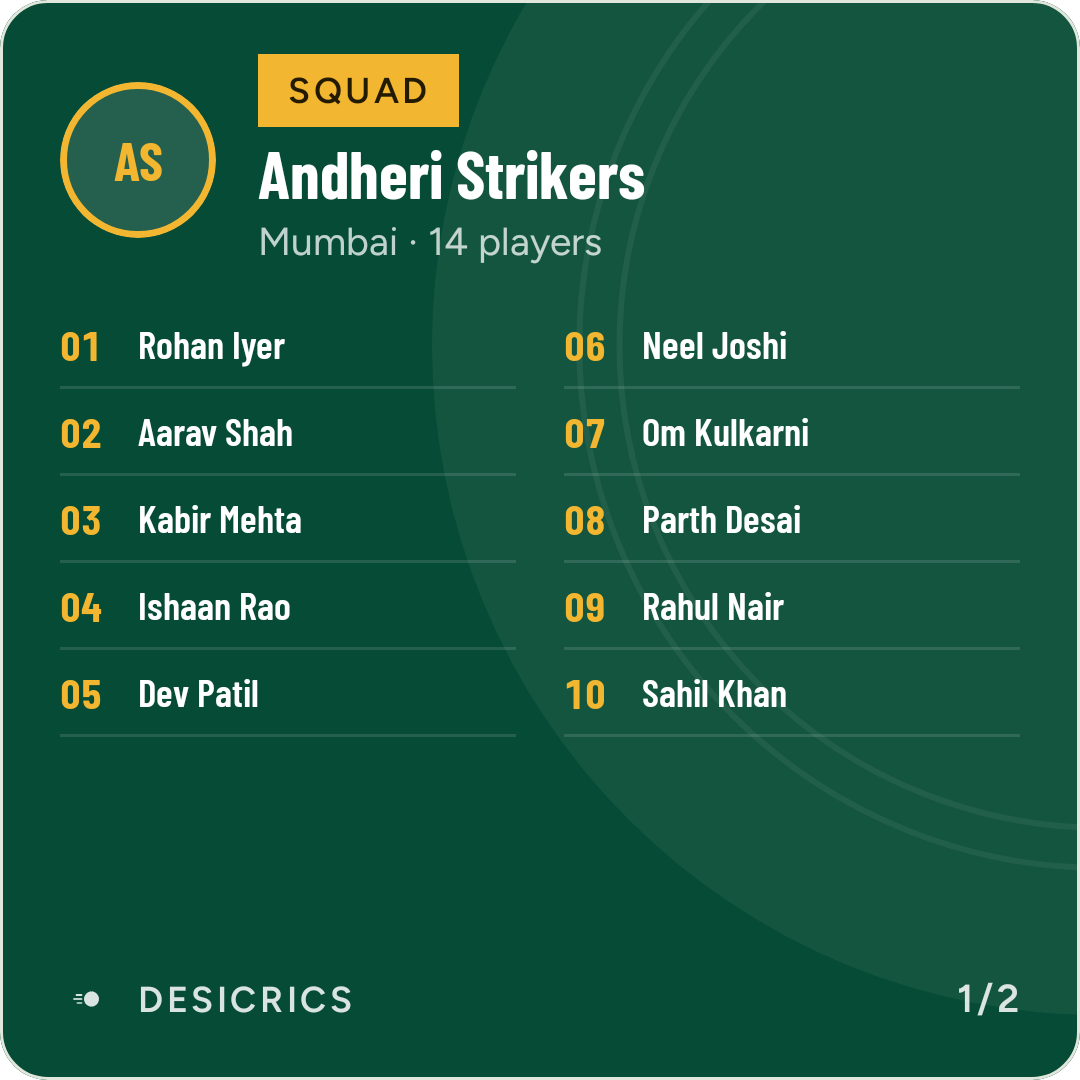 AS
SQUAD
Andheri Strikers
Mumbai · 14 players
01 Rohan Iyer
02 Aarav Shah
03 Kabir Mehta
04 Ishaan Rao
05 Dev Patil
06 Neel Joshi
07 Om Kulkarni
08 Parth Desai
09 Rahul Nair
10 Sahil Khan
DESICRICS
1/2